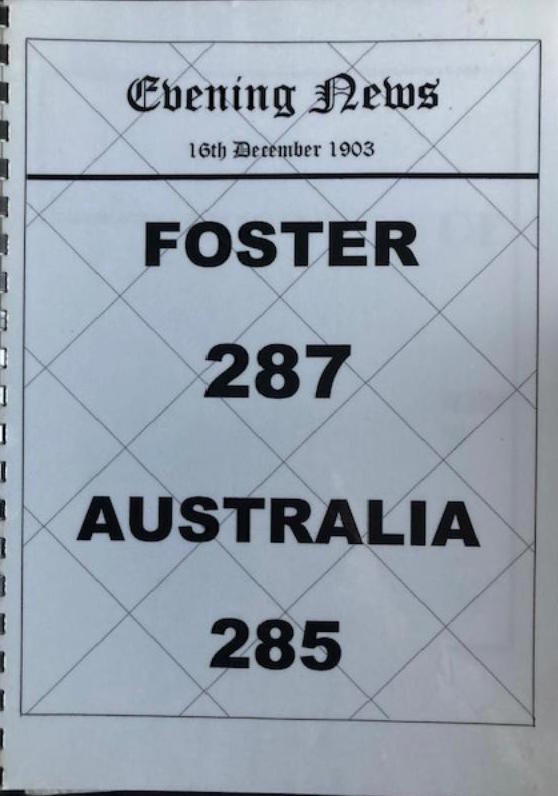 Evening News
16th December 1903
FOSTER
287
AUSTRALIA
285